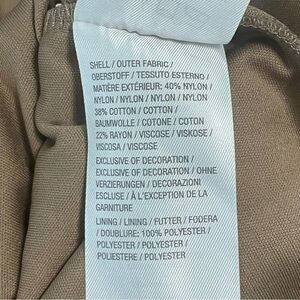 SHELL / OUTER FABRIC /
OBERSTOFF / TESSUTO ESTERNO /
MATIÈRE EXTÉRIEUR: 40% NYLON /
NYLON / NYLON / NYLON / NYLON
38% COTTON / COTTON /
BAUMWOLLE / COTONE / COTON
22% RAYON / VISCOSE / VISKOSE /
VISCOSA / VISCOSE
EXCLUSIVE OF DECORATION /
EXCLUSIVE OF DECORATION / OHNE
VERZIERUNGEN / DECORAZIONI
ESCLUSE / À L'EXCEPTION DE LA
GARNITURE
LINING / LINING / FUTTER / FODERA
/ DOUBLURE: 100% POLYESTER /
POLYESTER / POLYESTER /
POLIESTERE / POLYESTER